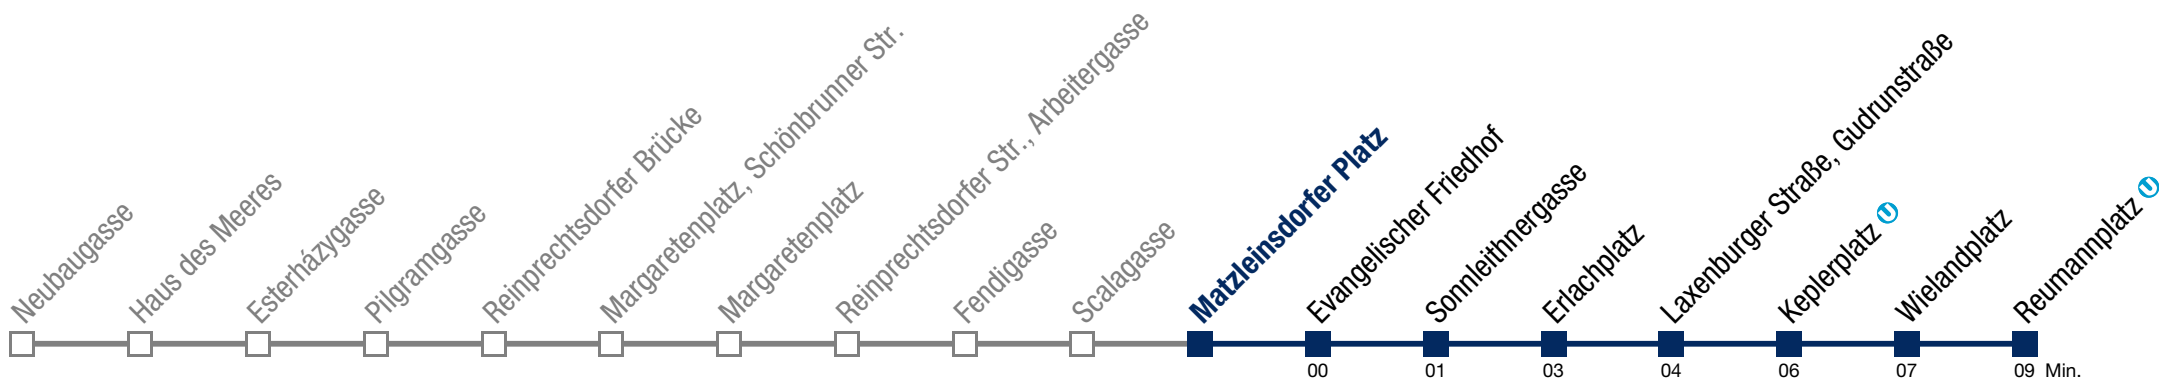 Neubaugasse
Haus des Meeres
Esterházygasse
Pilgramgasse
Reinprechtsdorfer Brücke
Margaretenplatz, Schönbrunner Str.
Margaretenplatz
Reinprechtsdorfer Str., Arbeitergasse
Fendigasse
Scalagasse
Matzleinsdorfer Platz
Evangelischer Friedhof
Sonnleithnergasse
Erlachplatz
Laxenburger Straße, Gudrunstraße
Keplerplatz U
Wielandplatz
Reumannplatz U
00 01 03 04 06 07 09 Min.